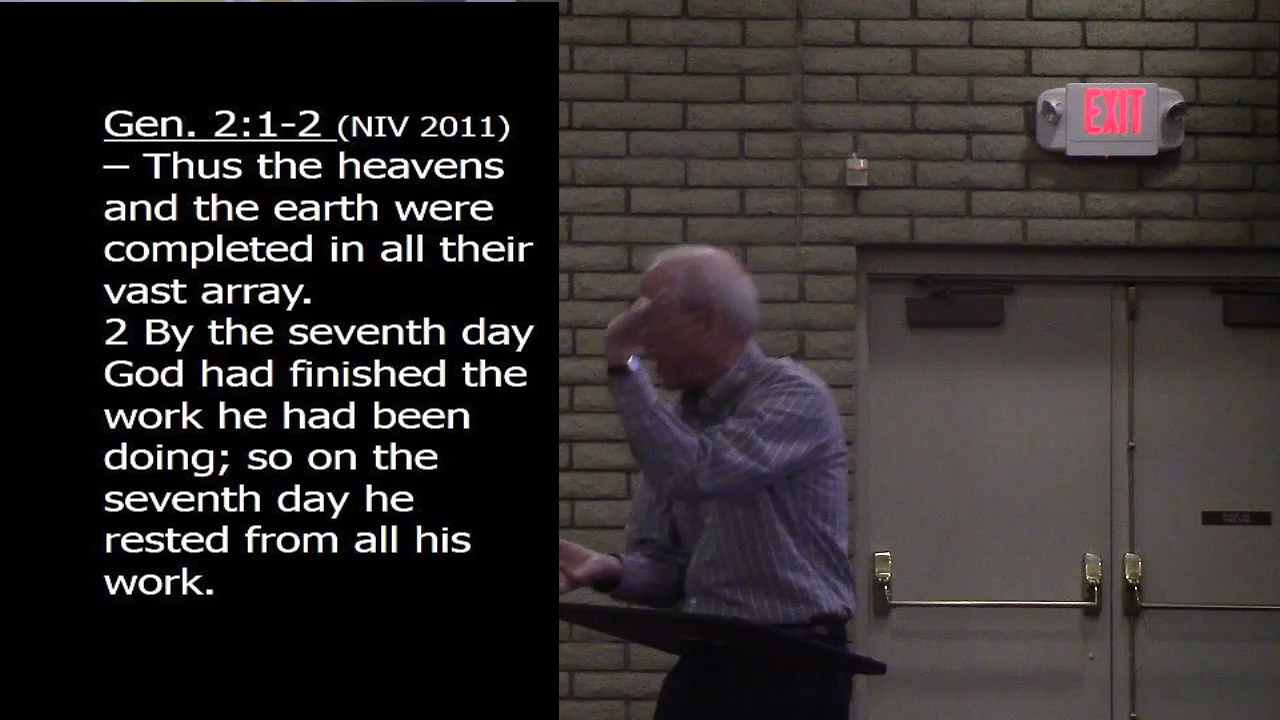 Gen. 2:1-2 (NIV 2011)
– Thus the heavens
and the earth were
completed in all their
vast array.
2 By the seventh day
God had finished the
work he had been
doing; so on the
seventh day he
rested from all his
work.
EXIT